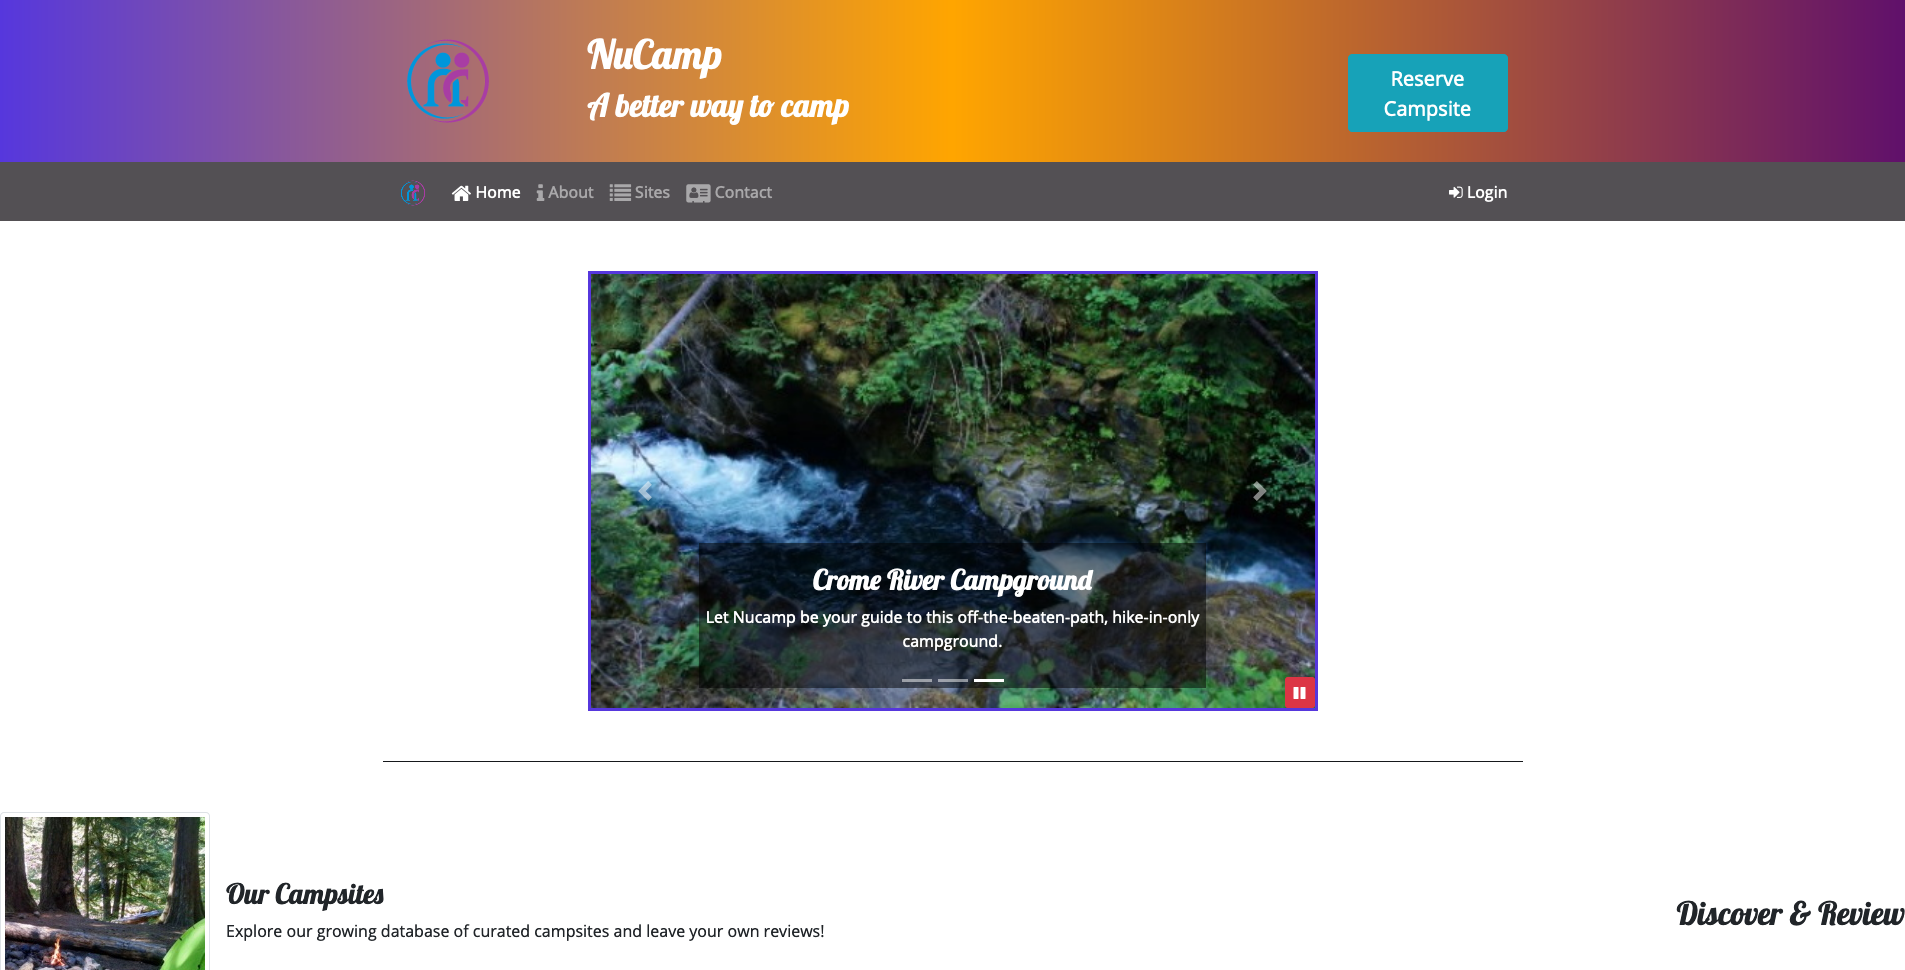 NuCamp
A better way to camp
Reserve
Campsite
Home
About
Sites
Contact
Login
Crome River Campground
Let Nucamp be your guide to this off-the-beaten-path, hike-in-only
campground.
Our Campsites
Explore our growing database of curated campsites and leave your own reviews!
Discover & Review